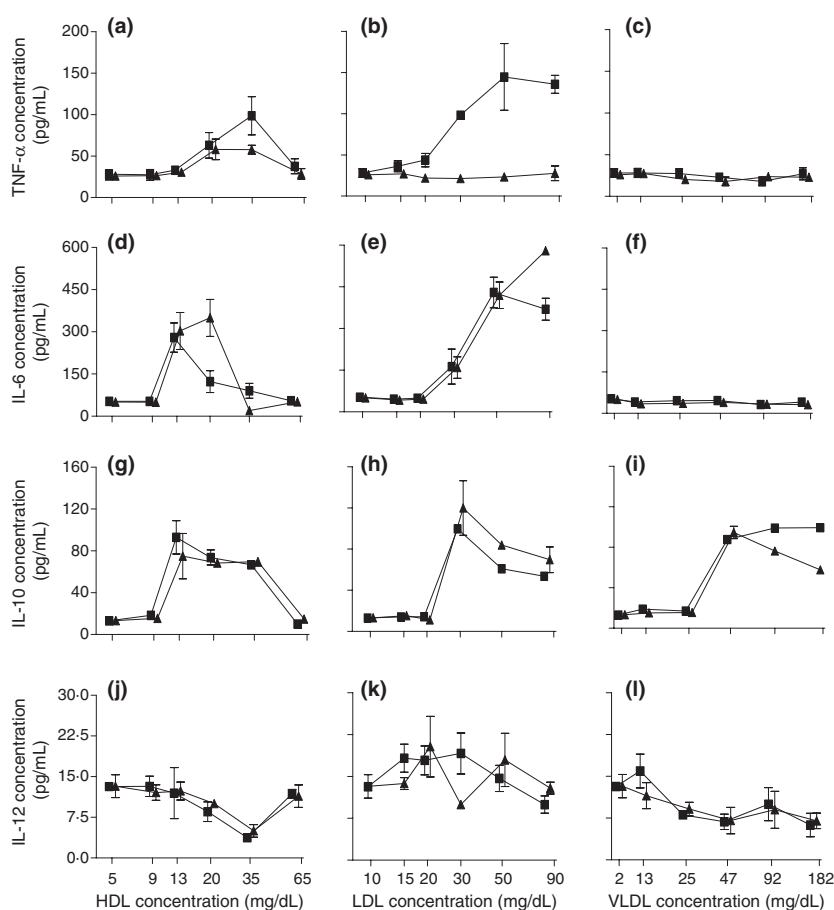 (a) (b) (c)
TNF-α concentration
(pg/mL)
200
150
100
50
0
(d) (e) (f)
IL-6 concentration
(pg/mL)
600
450
300
150
0
(g) (h) (i)
IL-10 concentration
(pg/mL)
160
120
80
40
0
(j) (k) (l)
IL-12 concentration
(pg/mL)
30·0
22·5
15·0
7·5
0·0
5 9 13 20 35 65 10 15 20 30 50 90 2 13 25 47 92 182
HDL concentration (mg/dL) LDL concentration (mg/dL) VLDL concentration (mg/dL)